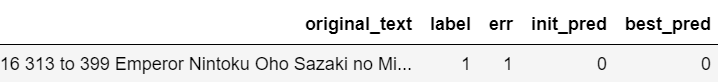 original_text label err init_pred best_pred
16 313 to 399 Emperor Nintoku Oho Sazaki no Mi... 1 1 0 0